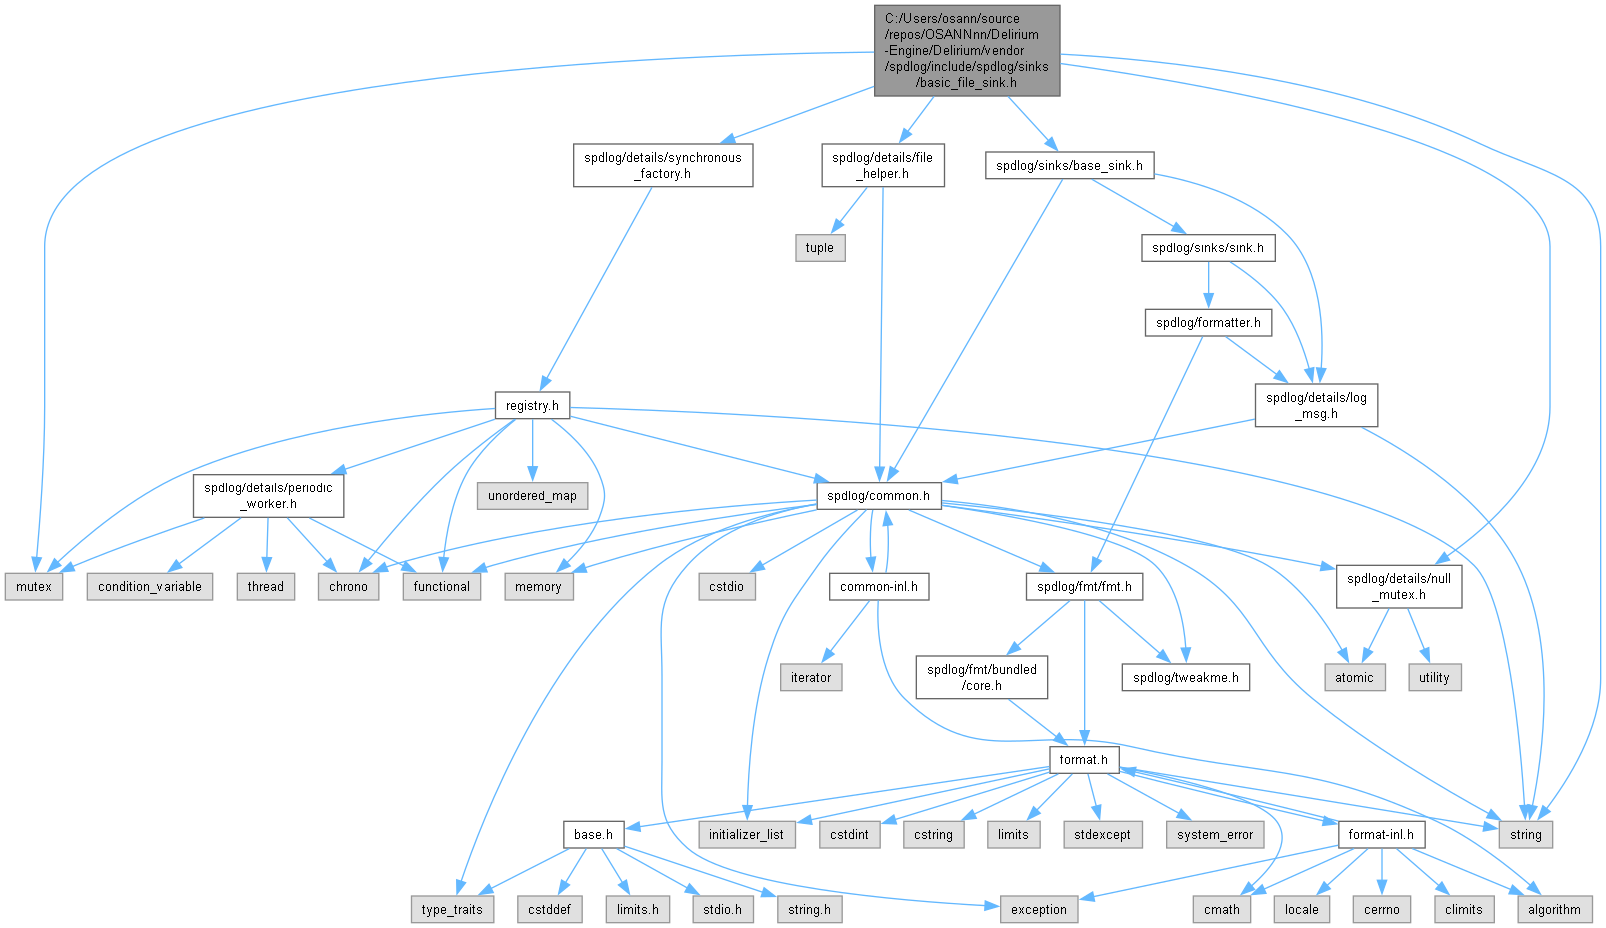 C:/Users/osann/source
/repos/OSANNnn/Delirium
-Engine/Delirium/vendor
/spdlog/include/spdlog/sinks
/basic_file_sink.h
spdlog/details/synchronous
_factory.h
spdlog/details/file
_helper.h
spdlog/sinks/base_sink.h
tuple
spdlog/sinks/sink.h
spdlog/formatter.h
registry.h
spdlog/details/log
_msg.h
spdlog/details/periodic
_worker.h
unordered_map
spdlog/common.h
mutex
condition_variable
thread
chrono
functional
memory
cstdio
common-inl.h
spdlog/fmt/fmt.h
spdlog/details/null
_mutex.h
iterator
spdlog/fmt/bundled
/core.h
spdlog/tweakme.h
atomic
utility
format.h
base.h
initializer_list
cstdint
cstring
limits
stdexcept
system_error
format-inl.h
string
type_traits
cstddef
limits.h
stdio.h
string.h
exception
cmath
locale
cerrno
climits
algorithm